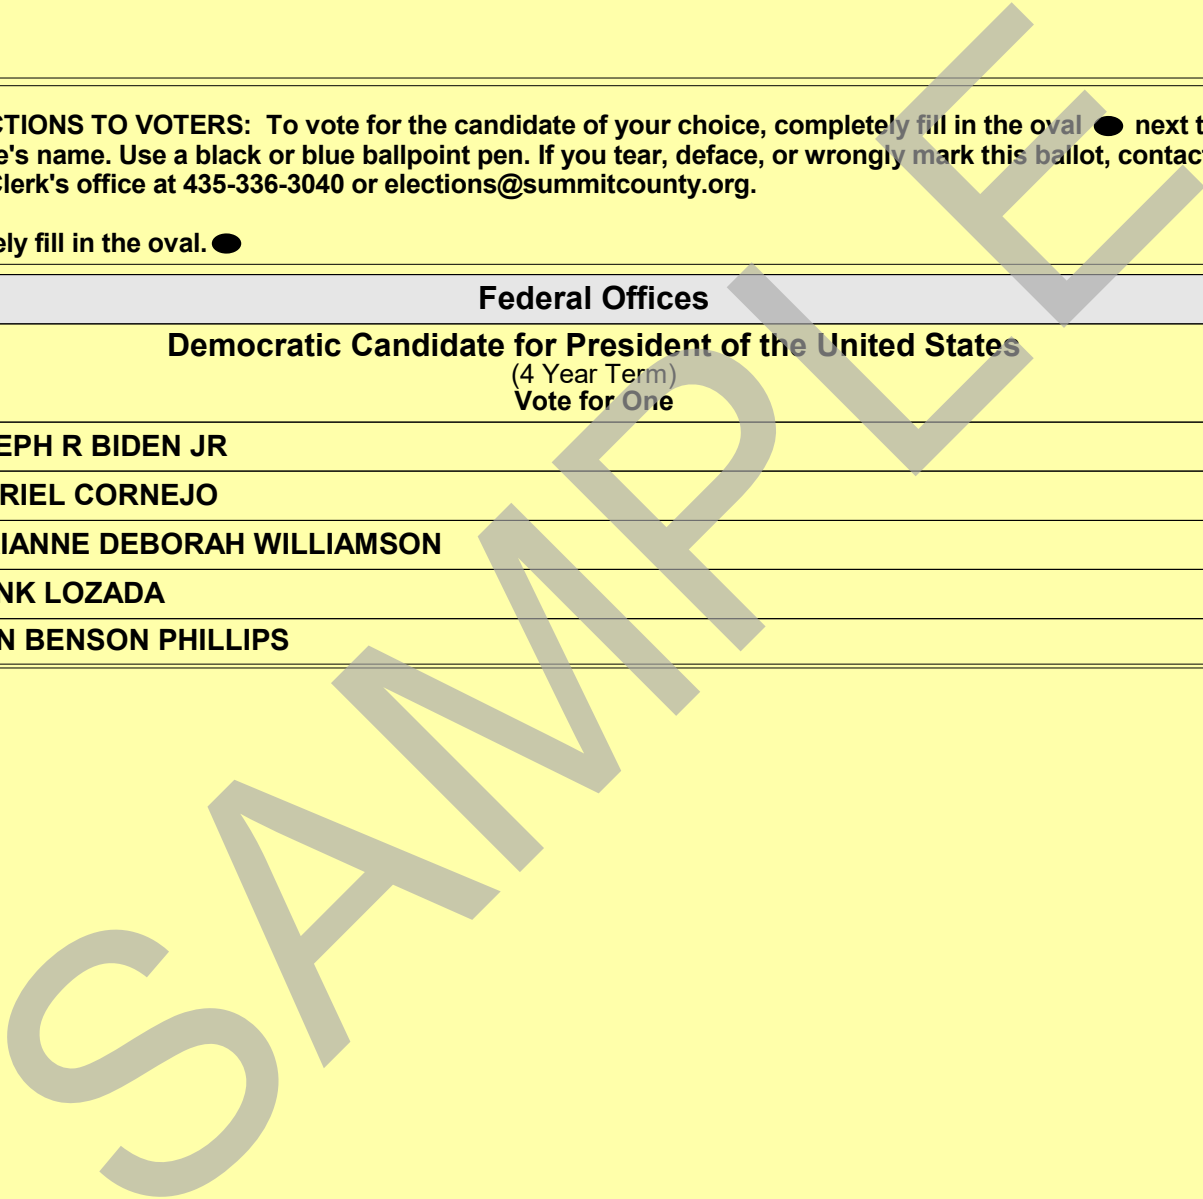 CTIONS TO VOTERS: To vote for the candidate of your choice, completely fill in the oval next t
e's name. Use a black or blue ballpoint pen. If you tear, deface, or wrongly mark this ballot, contact
Clerk's office at 435-336-3040 or elections@summitcounty.org.
ely fill in the oval.
Federal Offices
Democratic Candidate for President of the United States
(4 Year Term)
Vote for One
EPH R BIDEN JR
RIEL CORNEJO
IANNE DEBORAH WILLIAMSON
NK LOZADA
N BENSON PHILLIPS
SAMPLE